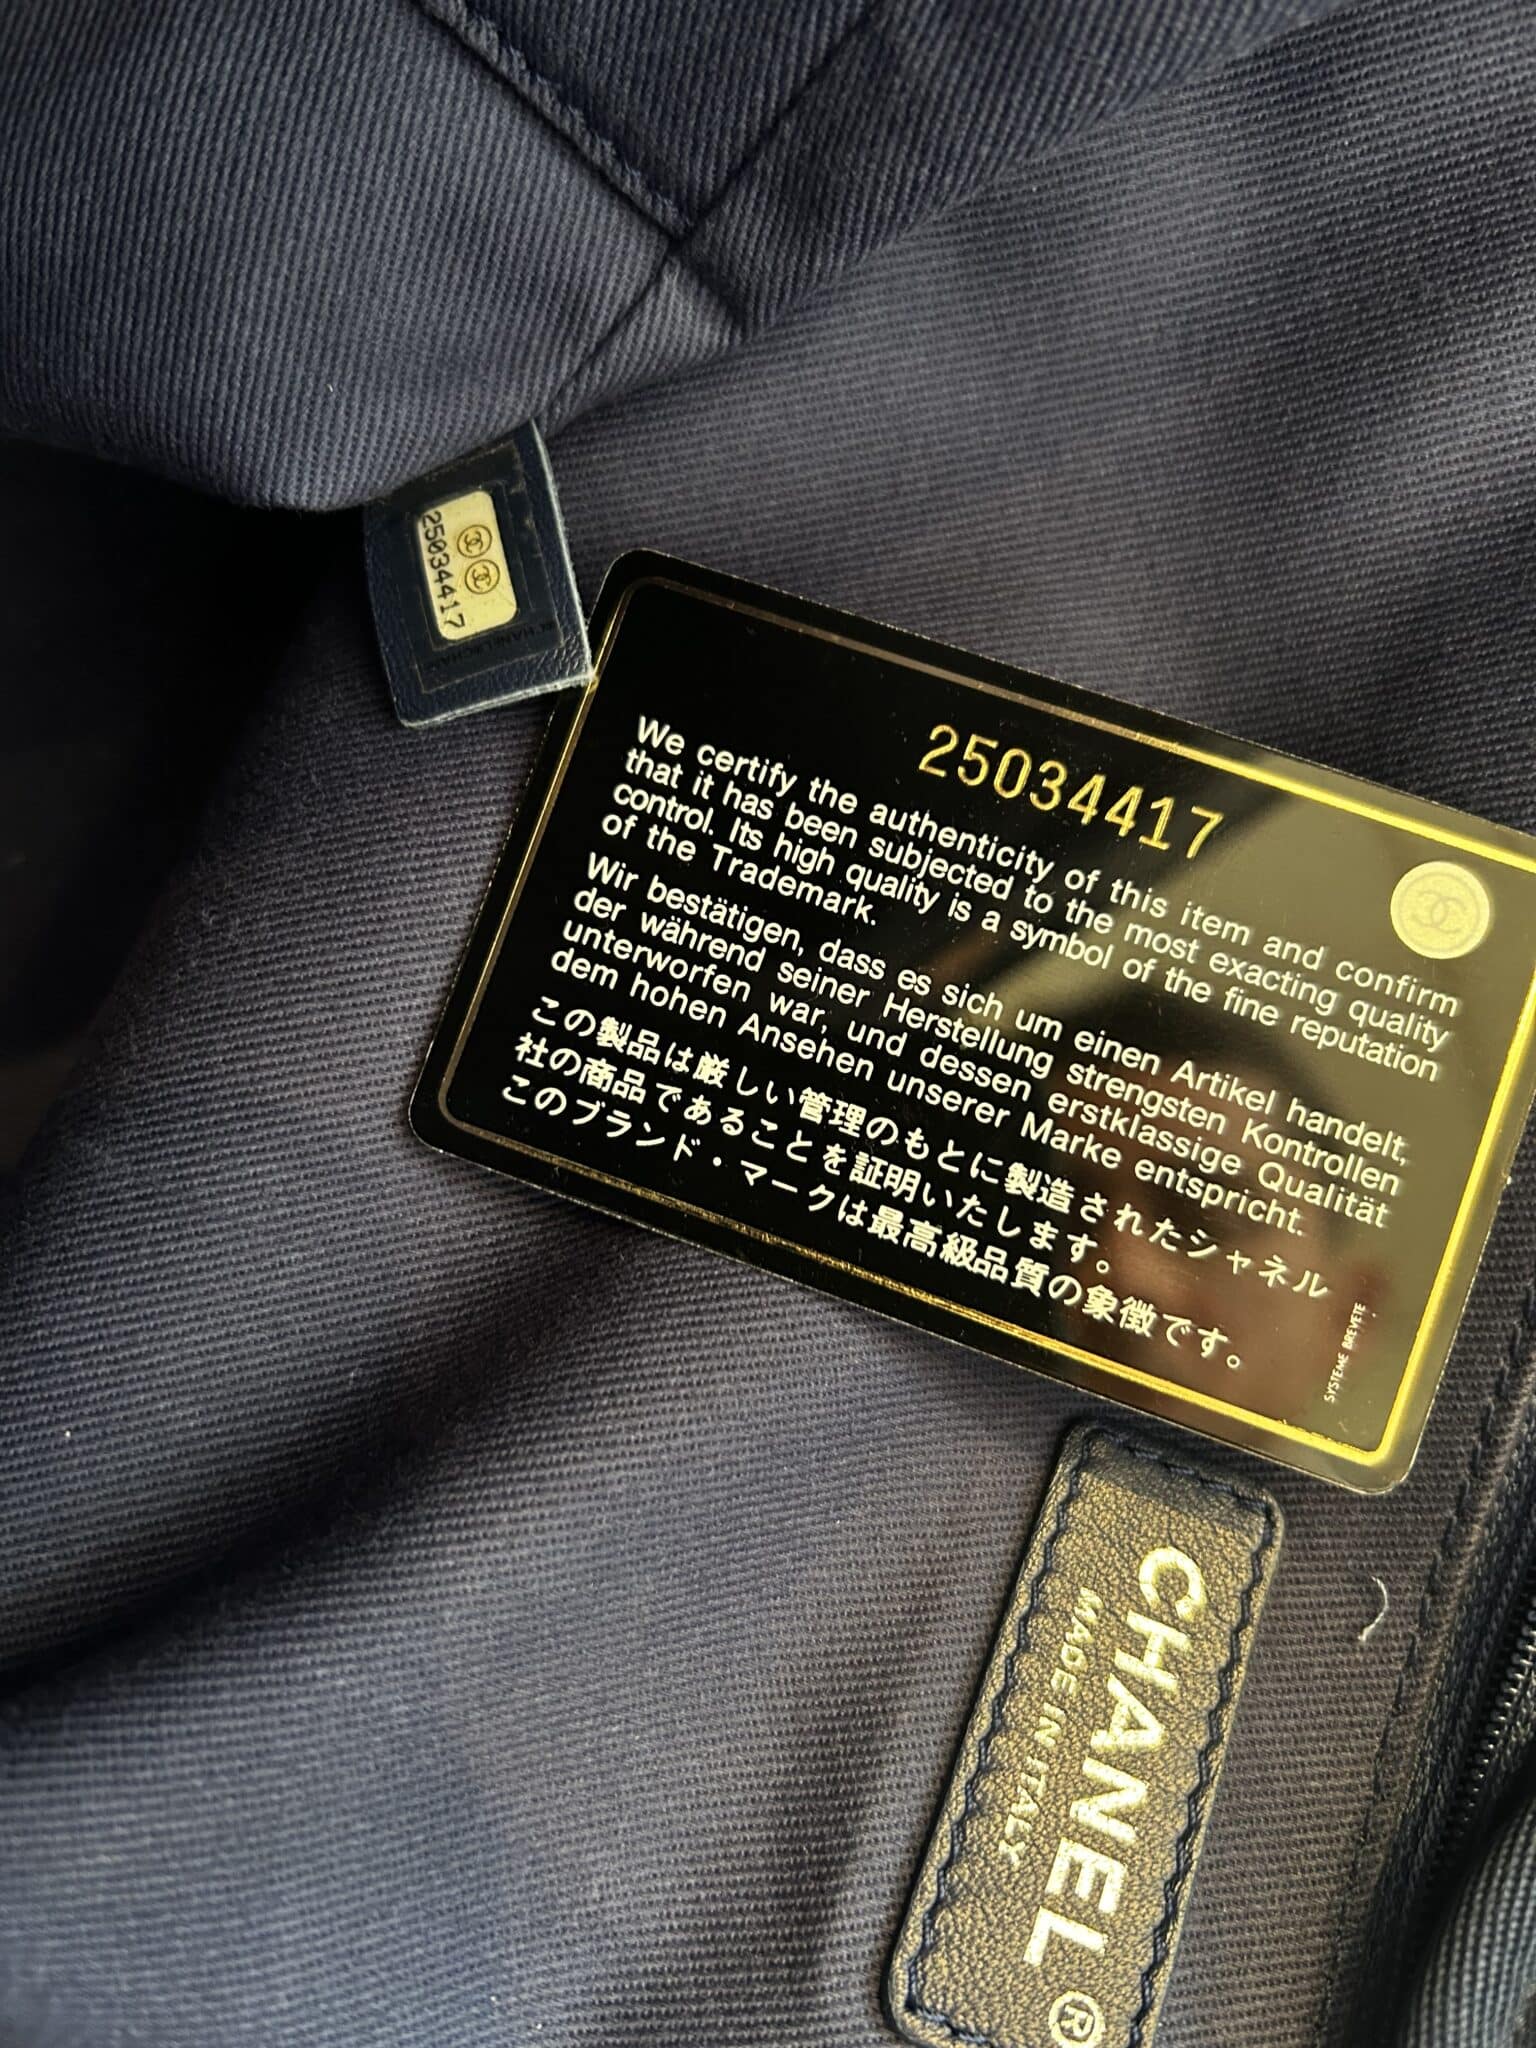 25034417
CHANEL
25034417
We certify the authenticity of this item and confirm
that it has been subjected to the most exacting quality
control. Its high quality is a symbol of the fine reputation
of the Trademark.
Wir bestätigen, dass es sich um einen Artikel handelt,
der während seiner Herstellung strengsten Kontrollen
unterworfen war, und dessen erstklassige Qualität
dem hohen Ansehen unserer Marke entspricht.
この製品は厳しい管理のもとに製造されたシャネル
社の商品であることを証明いたします。
このブランド・マークは最高級品質の象徴です。
SYSTEME BREVETE
CHANEL®
MADE IN ITALY